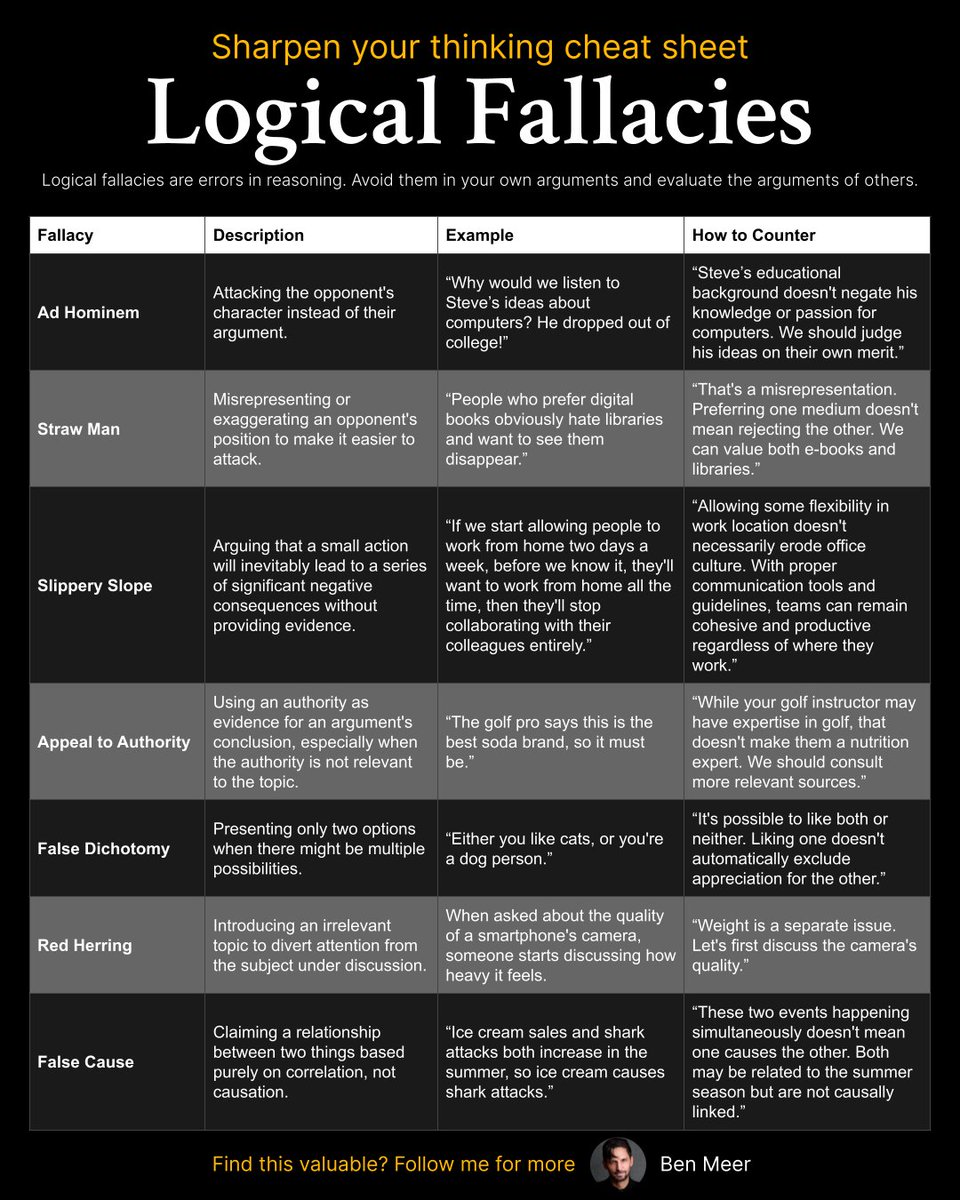 Sharpen your thinking cheat sheet
Logical Fallacies
Logical fallacies are errors in reasoning. Avoid them in your own arguments and evaluate the arguments of others.
Fallacy
Description
Example
How to Counter
Ad Hominem
Attacking the opponent's
character instead of their
argument.
“Why would we listen to
Steve’s ideas about
computers? He dropped out of
college!”
“Steve’s educational
background doesn't negate his
knowledge or passion for
computers. We should judge
his ideas on their own merit.”
Straw Man
Misrepresenting or
exaggerating an opponent's
position to make it easier to
attack.
“People who prefer digital
books obviously hate libraries
and want to see them
disappear.”
“That's a misrepresentation.
Preferring one medium doesn't
mean rejecting the other. We
can value both e-books and
libraries.”
Slippery Slope
Arguing that a small action
will inevitably lead to a series
of significant negative
consequences without
providing evidence.
“If we start allowing people to
work from home two days a
week, before we know it, they'll
want to work from home all the
time, then they'll stop
collaborating with their
colleagues entirely.”
“Allowing some flexibility in
work location doesn't
necessarily erode office
culture. With proper
communication tools and
guidelines, teams can remain
cohesive and productive
regardless of where they
work.”
Appeal to Authority
Using an authority as
evidence for an argument's
conclusion, especially when
the authority is not relevant
to the topic.
“The golf pro says this is the
best soda brand, so it must
be.”
“While your golf instructor may
have expertise in golf, that
doesn't make them a nutrition
expert. We should consult
more relevant sources.”
False Dichotomy
Presenting only two options
when there might be multiple
possibilities.
“Either you like cats, or you're
a dog person.”
“It's possible to like both or
neither. Liking one doesn't
automatically exclude
appreciation for the other.”
Red Herring
Introducing an irrelevant
topic to divert attention from
the subject under discussion.
When asked about the quality
of a smartphone's camera,
someone starts discussing how
heavy it feels.
“Weight is a separate issue.
Let's first discuss the camera's
quality.”
False Cause
Claiming a relationship
between two things based
purely on correlation, not
causation.
“Ice cream sales and shark
attacks both increase in the
summer, so ice cream causes
shark attacks.”
“These two events happening
simultaneously doesn't mean
one causes the other. Both
may be related to the summer
season but are not causally
linked.”
Find this valuable? Follow me for more
Ben Meer